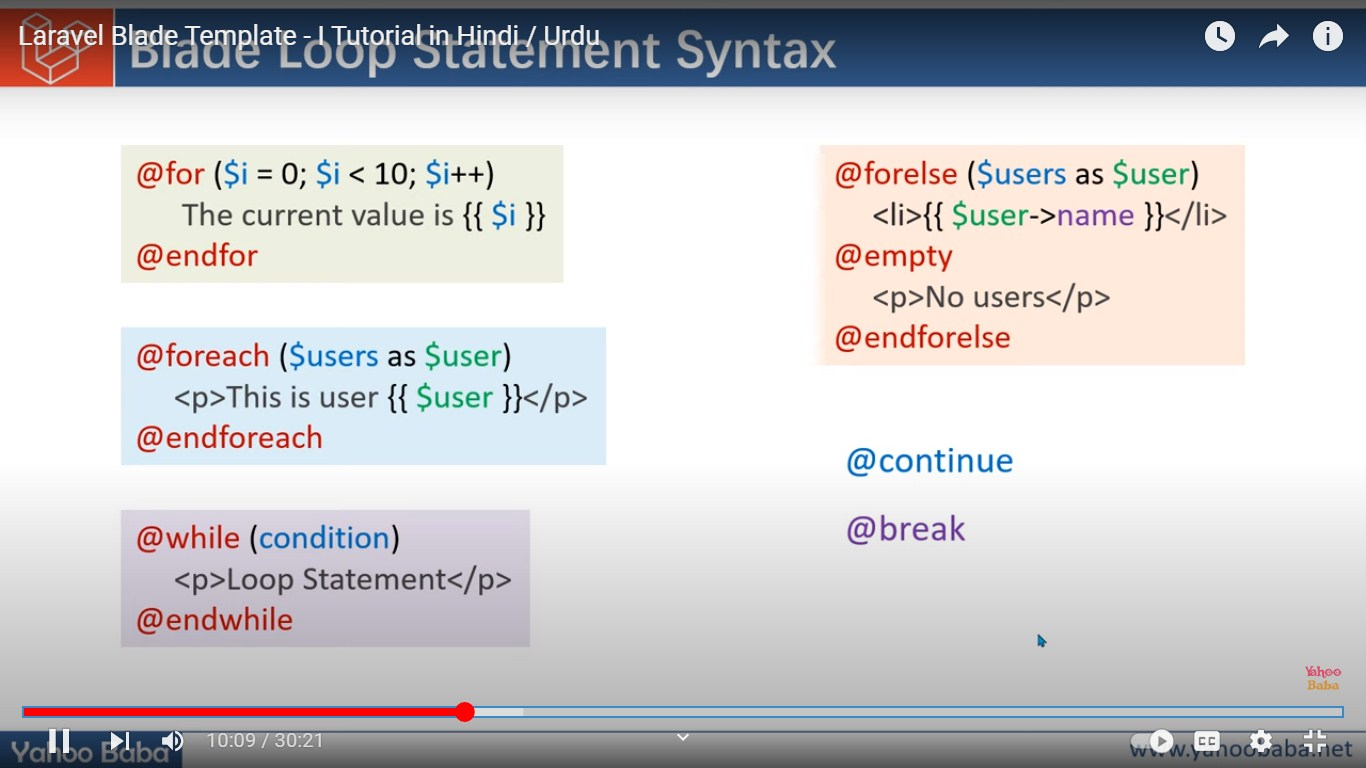 Laravel Blade Template - I Tutorial in Hindi / Urdu
Blade Loop Statement Syntax
@for ($i = 0; $i < 10; $i++)
The current value is {{ $i }}
@endfor
@foreach ($users as $user)
<p>This is user {{ $user }}</p>
@endforeach
@while (condition)
<p>Loop Statement</p>
@endwhile
@forelse ($users as $user)
<li>{{ $user->name }}</li>
@empty
<p>No users</p>
@endforelse
@continue
@break
Yahoo
Baba
10:09 / 30:21
CC
Yahoo Baba
www.yahoobaba.net